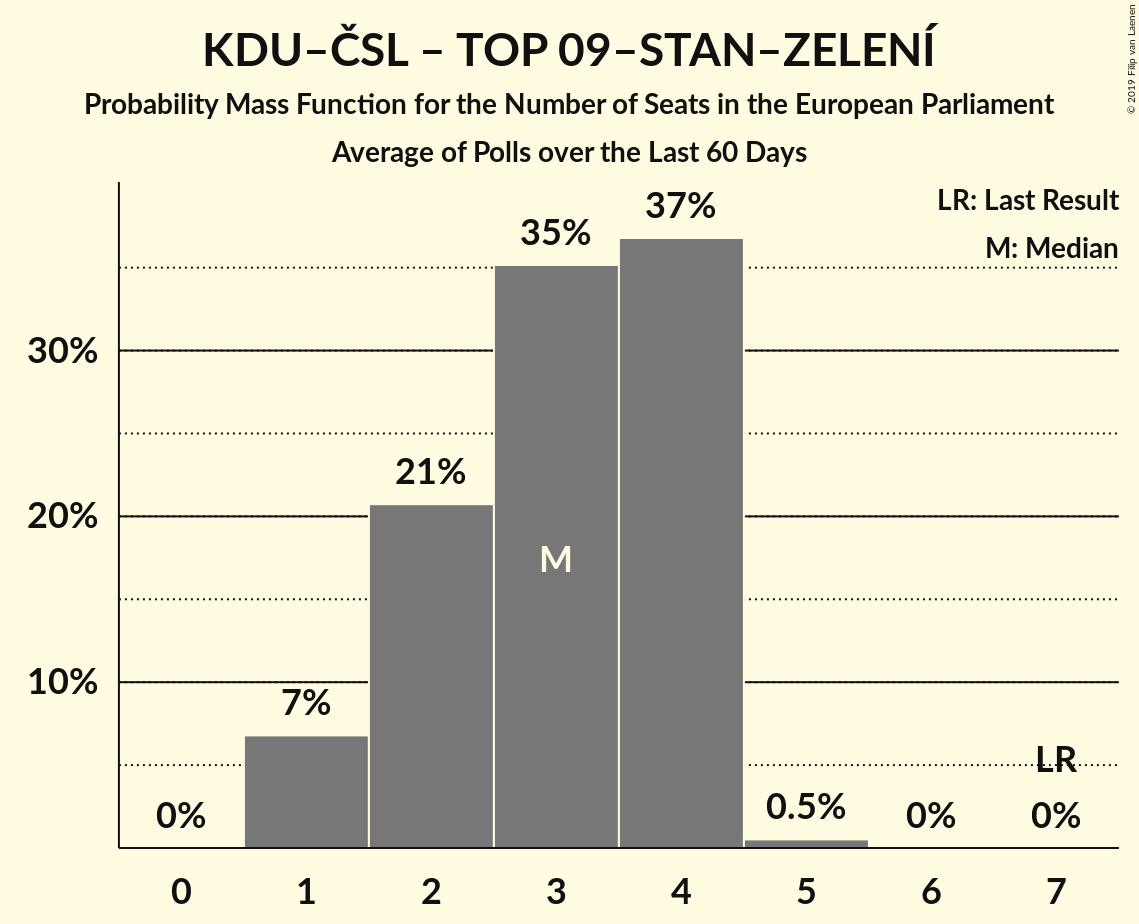 KDU–ČSL – TOP 09–STAN–ZELENÍ
Probability Mass Function for the Number of Seats in the European Parliament
Average of Polls over the Last 60 Days
© 2019 Filip van Laenen
LR: Last Result
M: Median
37%
35%
30%
21%
20%
M
10%
7%
LR
0%
0.5%
0%
0%
0 1 2 3 4 5 6 7